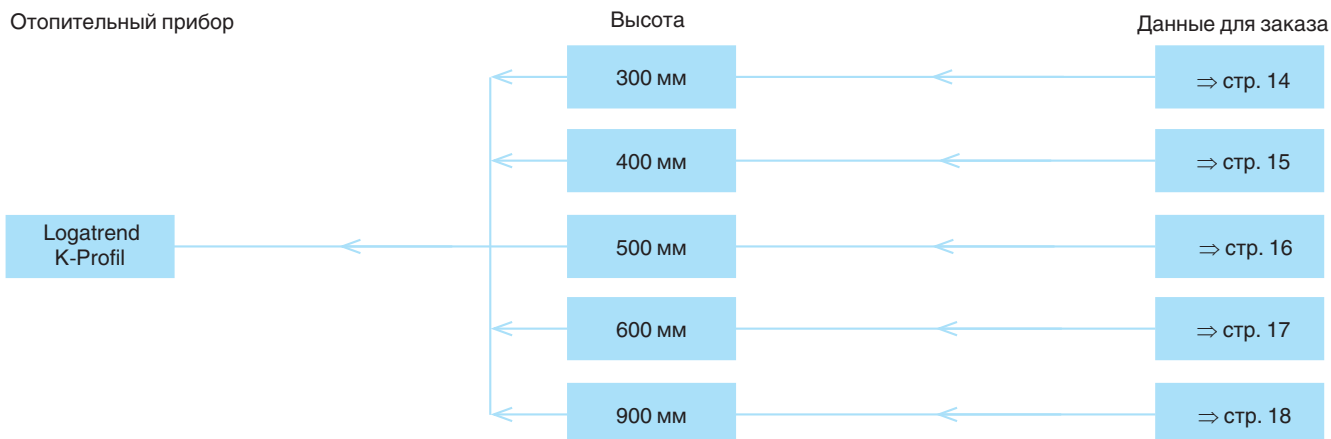 Отопительный прибор
Высота
Данные для заказа
300 мм
⇒ стр. 14
400 мм
⇒ стр. 15
Logatrend
K-Profil
500 мм
⇒ стр. 16
600 мм
⇒ стр. 17
900 мм
⇒ стр. 18